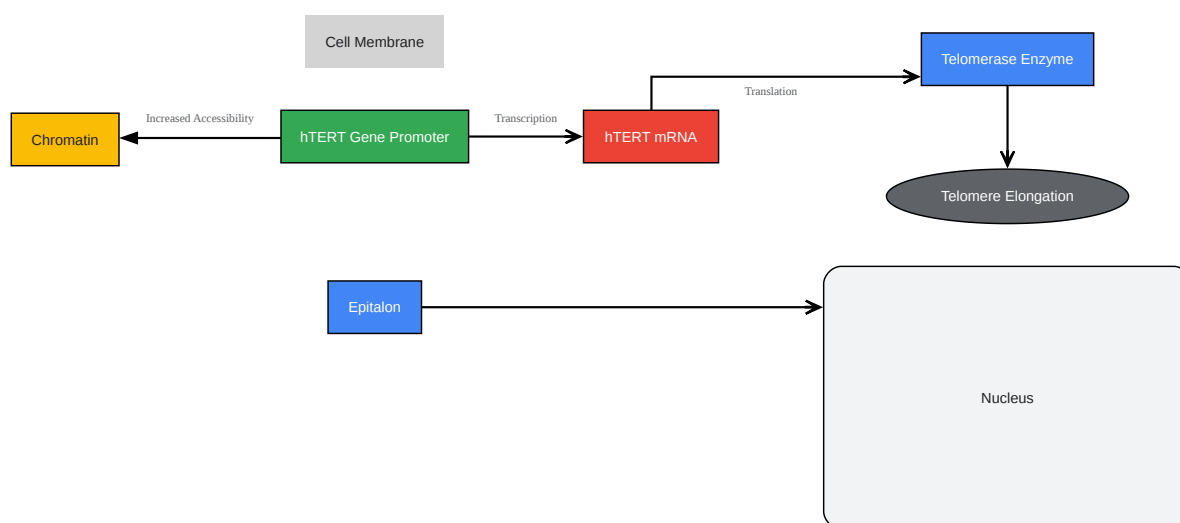 Cell Membrane
Telomerase Enzyme
Translation
Increased Accessibility
Transcription
Chromatin
hTERT Gene Promoter
hTERT mRNA
Telomere Elongation
Epitalon
Nucleus